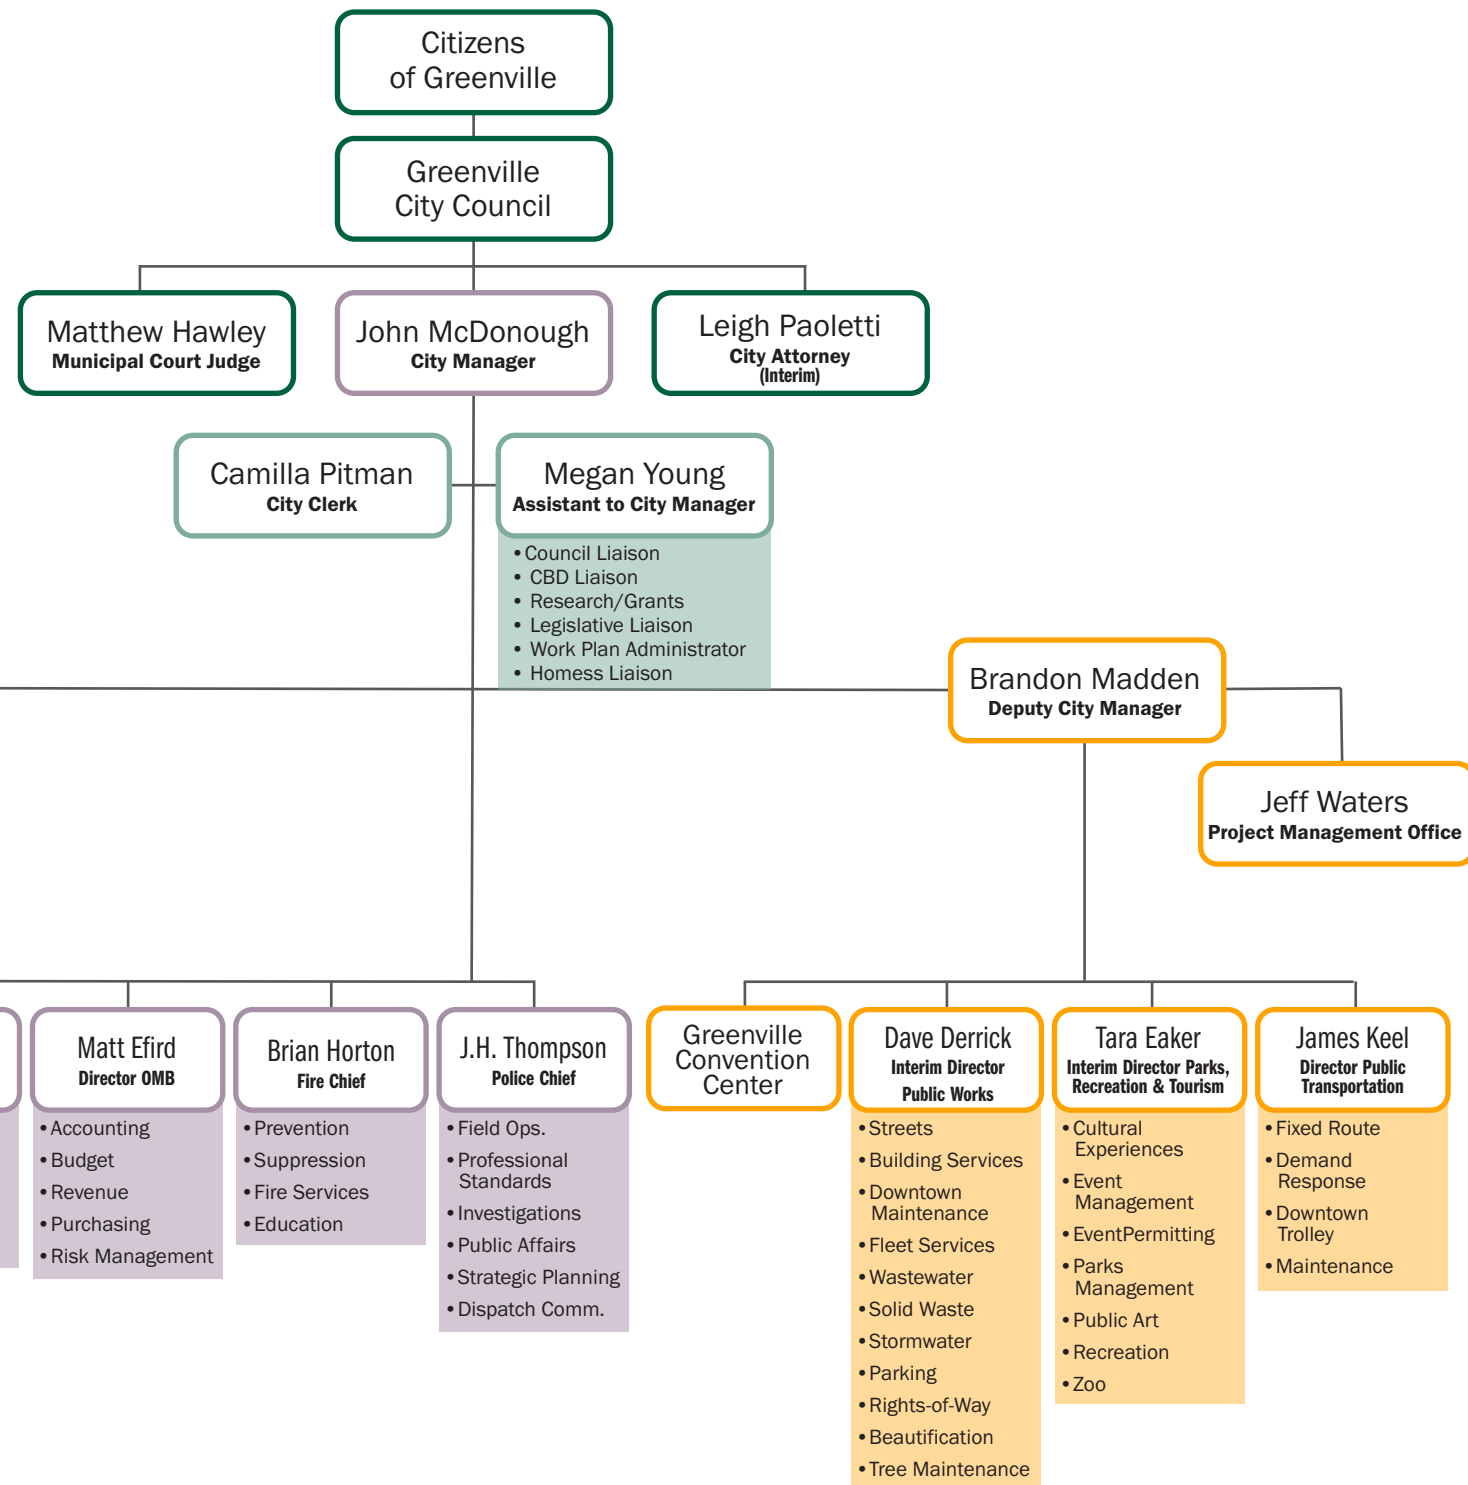 Citizens
of Greenville
Greenville
City Council
Matthew Hawley
Municipal Court Judge
John McDonough
City Manager
Leigh Paoletti
City Attorney
(Interim)
Camilla Pitman
City Clerk
Megan Young
Assistant to City Manager
• Council Liaison
• CBD Liaison
• Research/Grants
• Legislative Liaison
• Work Plan Administrator
• Homess Liaison
Brandon Madden
Deputy City Manager
Jeff Waters
Project Management Office
Matt Efird
Director OMB
• Accounting
• Budget
• Revenue
• Purchasing
• Risk Management
Brian Horton
Fire Chief
• Prevention
• Suppression
• Fire Services
• Education
J.H. Thompson
Police Chief
• Field Ops.
• Professional
Standards
• Investigations
• Public Affairs
• Strategic Planning
• Dispatch Comm.
Greenville
Convention
Center
Dave Derrick
Interim Director
Public Works
• Streets
• Building Services
• Downtown
Maintenance
• Fleet Services
• Wastewater
• Solid Waste
• Stormwater
• Parking
• Rights-of-Way
• Beautification
• Tree Maintenance
Tara Eaker
Interim Director Parks,
Recreation & Tourism
• Cultural
Experiences
• Event
Management
• EventPermitting
• Parks
Management
• Public Art
• Recreation
• Zoo
James Keel
Director Public
Transportation
• Fixed Route
• Demand
Response
• Downtown
Trolley
• Maintenance